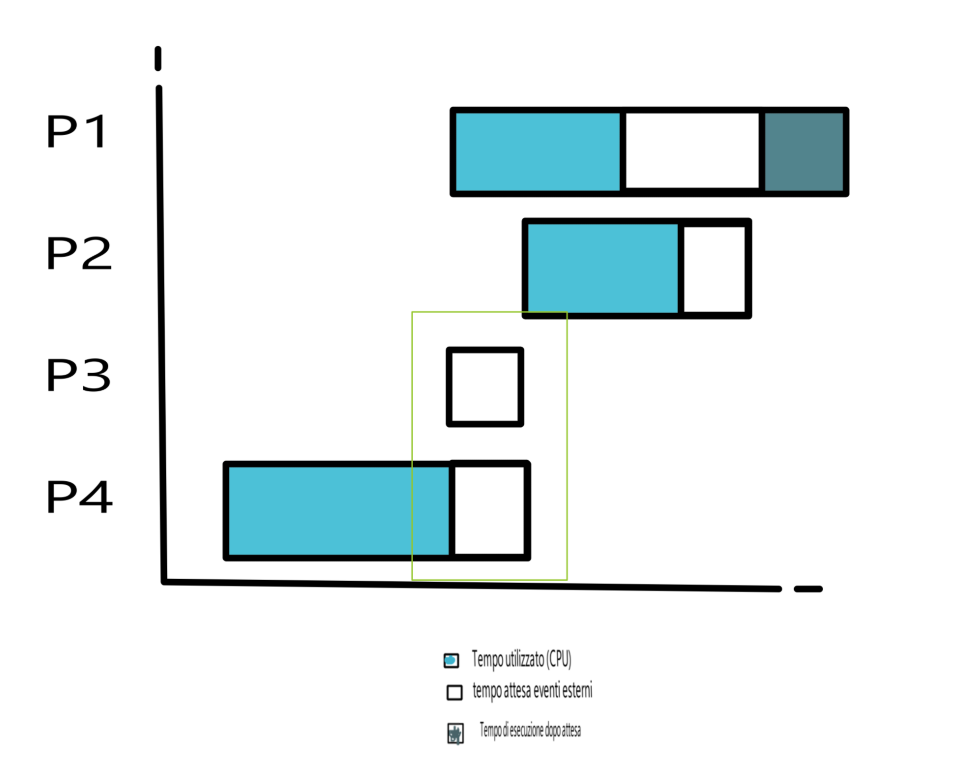 P1
P2
P3
P4
Tempo utilizzato (CPU)
tempo attesa eventi esterni
Tempo di esecuzione dopo attesa